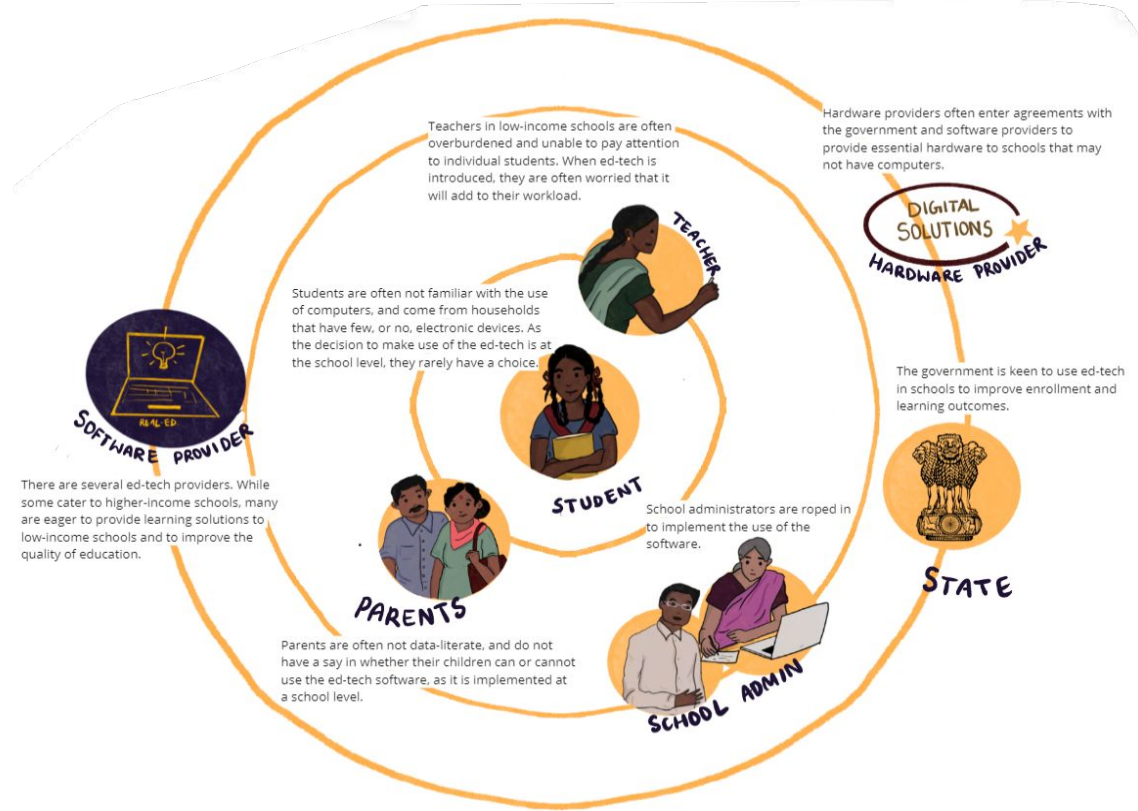 Teachers in low-income schools are often
overburdened and unable to pay attention
to individual students. When ed-tech is
introduced, they are often worried that it
will add to their workload.
TEACHER
Hardware providers often enter agreements with
the government and software providers to
provide essential hardware to schools that may
not have computers.
DIGITAL
SOLUTIONS
HARDWARE PROVIDER
Students are often not familiar with the use
of computers, and come from households
that have few, or no, electronic devices. As
the decision to make use of the ed-tech is at
the school level, they rarely have a choice.
STUDENT
REAL-ED
SOFTWARE PROVIDER
There are several ed-tech providers. While
some cater to higher-income schools, many
are eager to provide learning solutions to
low-income schools and to improve the
quality of education.
The government is keen to use ed-tech
in schools to improve enrollment and
learning outcomes.
STATE
PARENTS
Parents are often not data-literate, and do not
have a say in whether their children can or cannot
use the ed-tech software, as it is implemented at
a school level.
School administrators are roped in
to implement the use of the
software.
SCHOOL ADMIN